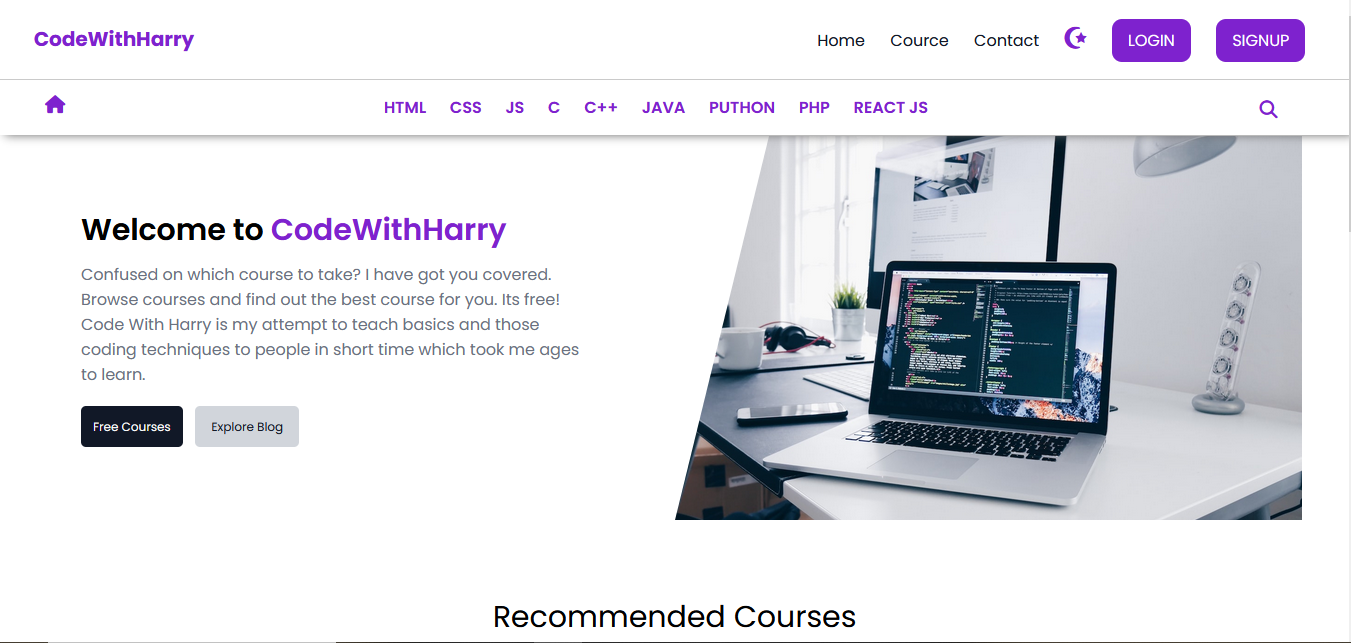 CodeWithHarry
Home Cource Contact LOGIN SIGNUP
HTML CSS JS C C++ JAVA PUTHON PHP REACT JS
Welcome to CodeWithHarry
Confused on which course to take? I have got you covered.
Browse courses and find out the best course for you. Its free!
Code With Harry is my attempt to teach basics and those
coding techniques to people in short time which took me ages
to learn.
Free Courses Explore Blog
Recommended Courses